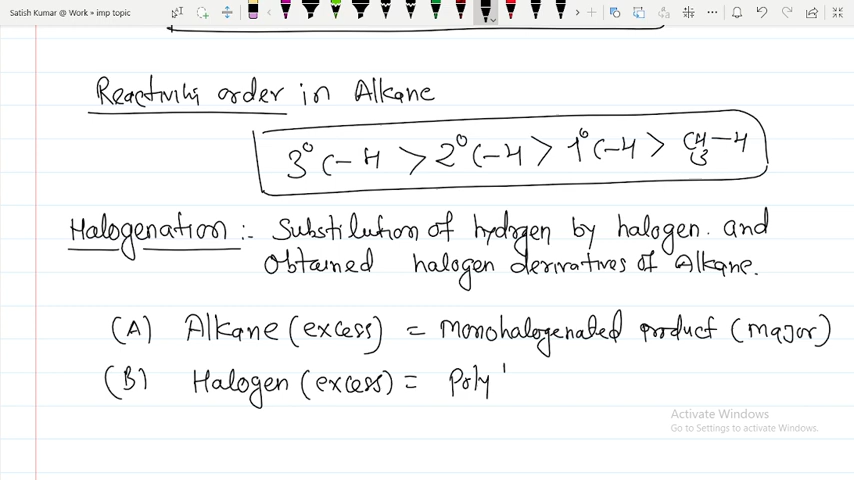 Satish Kumar @ Work » imp topic
Reactivity order in Alkane
3° C-H > 2° C-H > 1° C-H > CH3-H
Halogenation :- Substitution of hydrogen by halogen. and
obtained halogen derivatives of Alkane.
(A) Alkane (excess) = Monohalogenated product (major)
(B) Halogen (excess) = Poly
Activate Windows
Go to Settings to activate Windows.